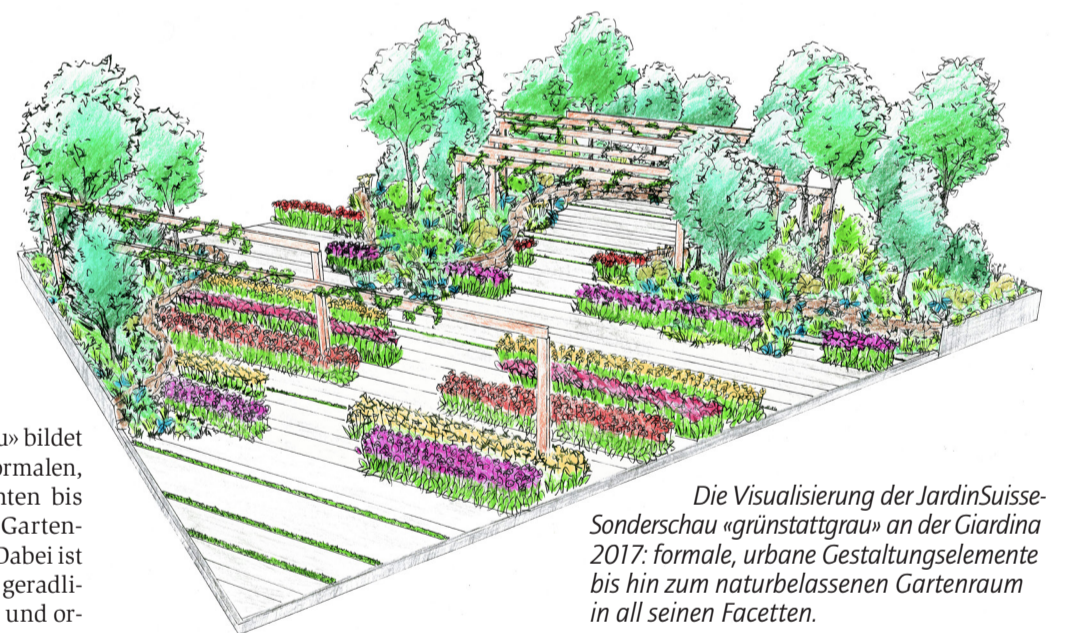 u» bildet
ormalen,
nten bis
Garten-
Dabei ist
geradli-
und or-
Die Visualisierung der JardinSuisse-
Sonderschau «grünstattgrau» an der Giardina
2017: formale, urbane Gestaltungselemente
bis hin zum naturbelassenen Gartenraum
in all seinen Facetten.